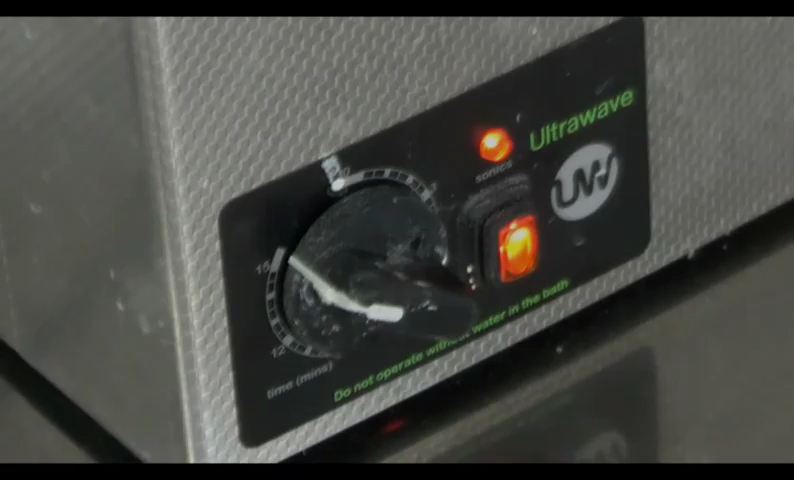 Ultrawave
sonics
UW
15
12
time (mins)
Do not operate without water in the bath